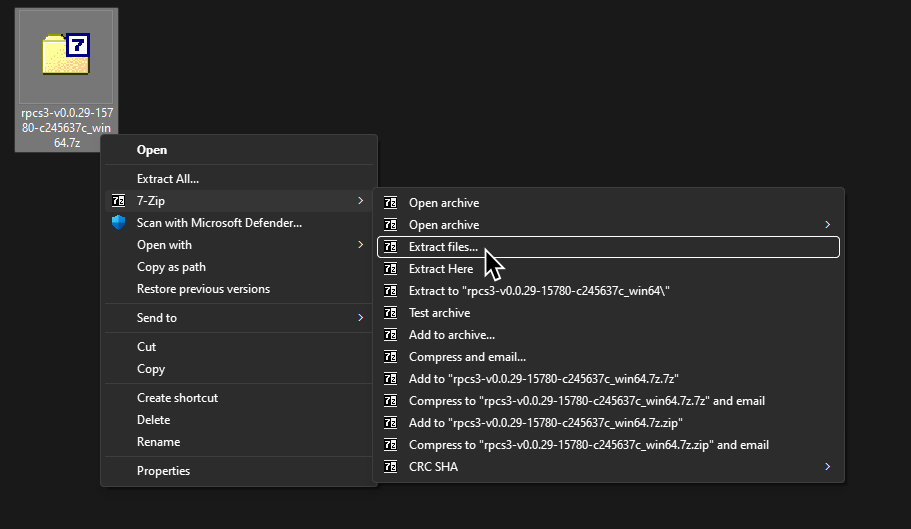 rpcs3-v0.0.29-157
80-c245637c_win
64.7z
Open
Extract All...
7-Zip
Scan with Microsoft Defender...
Open with
Copy as path
Restore previous versions
Send to
Cut
Copy
Create shortcut
Delete
Rename
Properties
Open archive
Open archive
Extract files...
Extract Here
Extract to "rpcs3-v0.0.29-15780-c245637c_win64\"
Test archive
Add to archive...
Compress and email...
Add to "rpcs3-v0.0.29-15780-c245637c_win64.7z.7z"
Compress to "rpcs3-v0.0.29-15780-c245637c_win64.7z.7z" and email
Add to "rpcs3-v0.0.29-15780-c245637c_win64.7z.zip"
Compress to "rpcs3-v0.0.29-15780-c245637c_win64.7z.zip" and email
CRC SHA